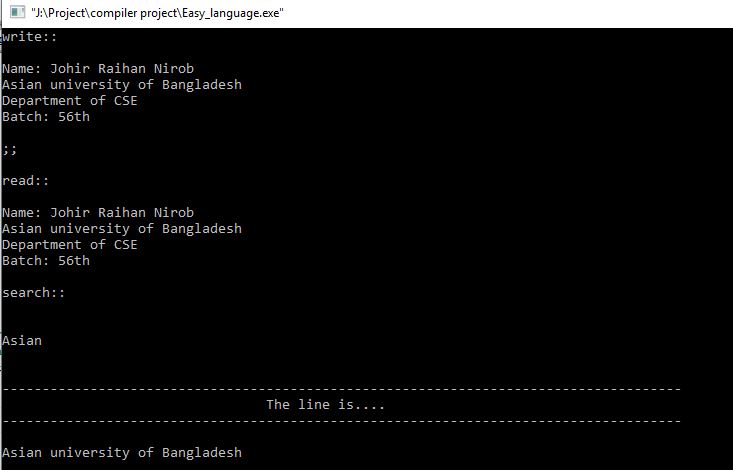 "J:\Project\compiler project\Easy_language.exe"
write::
Name: Johir Raihan Nirob
Asian university of Bangladesh
Department of CSE
Batch: 56th
;;
read::
Name: Johir Raihan Nirob
Asian university of Bangladesh
Department of CSE
Batch: 56th
search::
Asian
-------------------------------------------------------------------------------------
The line is....
-------------------------------------------------------------------------------------
Asian university of Bangladesh